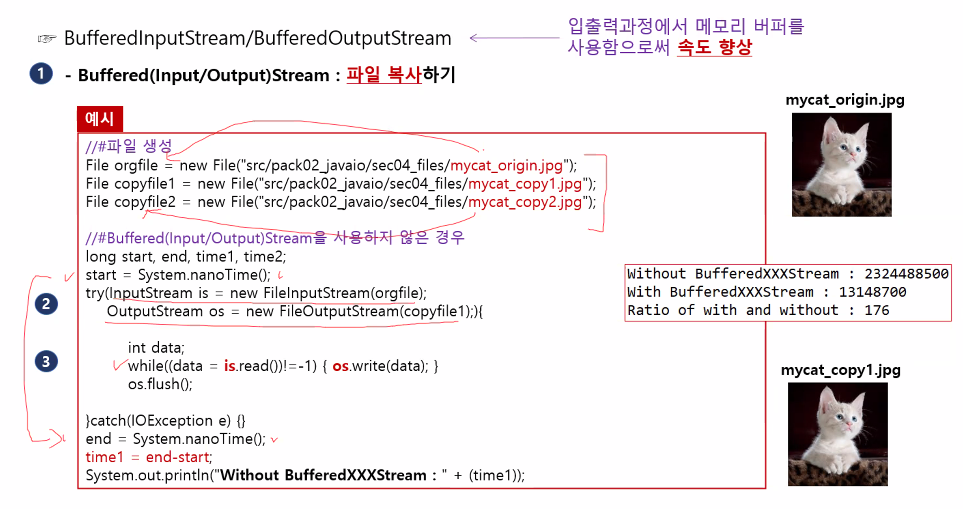 ☞ BufferedInputStream/BufferedOutputStream
입출력과정에서 메모리 버퍼를
사용함으로써 속도 향상
1 - Buffered(Input/Output)Stream : 파일 복사하기
예시
//#파일 생성
File orgfile = new File("src/pack02_javaio/sec04_files/mycat_origin.jpg");
File copyfile1 = new File("src/pack02_javaio/sec04_files/mycat_copy1.jpg");
File copyfile2 = new File("src/pack02_javaio/sec04_files/mycat_copy2.jpg");
//#Buffered(Input/Output)Stream을 사용하지 않은 경우
long start, end, time1, time2;
start = System.nanoTime();
2
try(InputStream is = new FileInputStream(orgfile);
OutputStream os = new FileOutputStream(copyfile1);){
3
int data;
while((data = is.read())!=-1) { os.write(data); }
os.flush();
}catch(IOException e) {}
end = System.nanoTime();
time1 = end-start;
System.out.println("Without BufferedXXXStream : " + (time1));
mycat_origin.jpg
Without BufferedXXXStream : 2324488500
With BufferedXXXStream : 13148700
Ratio of with and without : 176
mycat_copy1.jpg